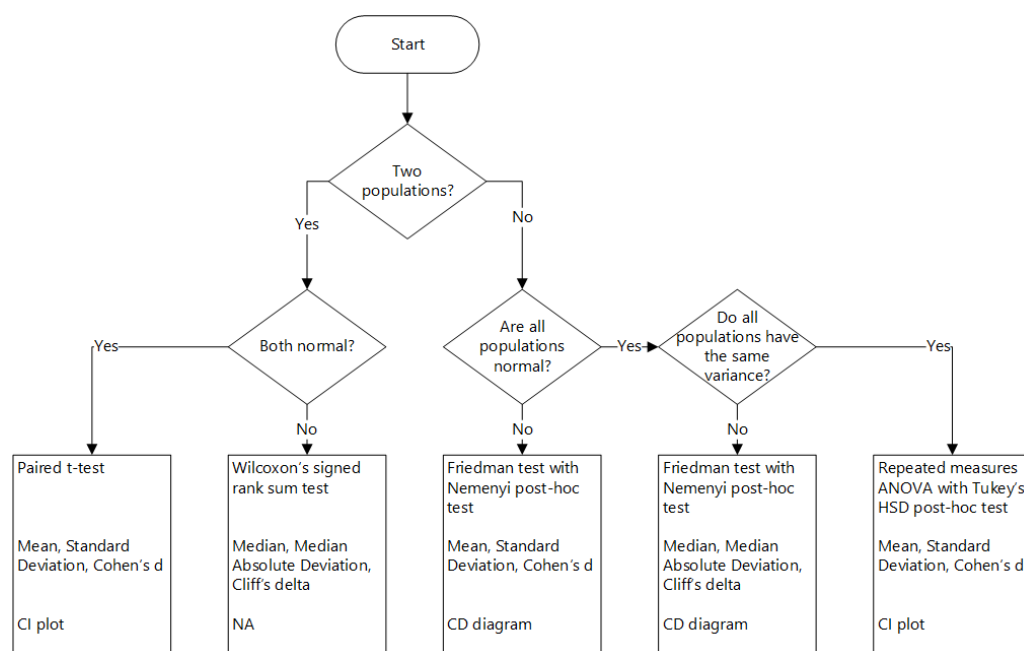 Start
Two
populations?
Yes
No
Both normal?
Are all
populations
normal?
Do all
populations have
the same
variance?
Yes
Yes
Yes
No
No
No
Paired t-test
Mean, Standard
Deviation, Cohen's d
CI plot
Wilcoxon's signed
rank sum test
Median, Median
Absolute Deviation,
Cliff's delta
NA
Friedman test with
Nemenyi post-hoc
test
Mean, Standard
Deviation, Cohen's d
CD diagram
Friedman test with
Nemenyi post-hoc
test
Median, Median
Absolute Deviation,
Cliff's delta
CD diagram
Repeated measures
ANOVA with Tukey's
HSD post-hoc test
Mean, Standard
Deviation, Cohen's d
CI plot